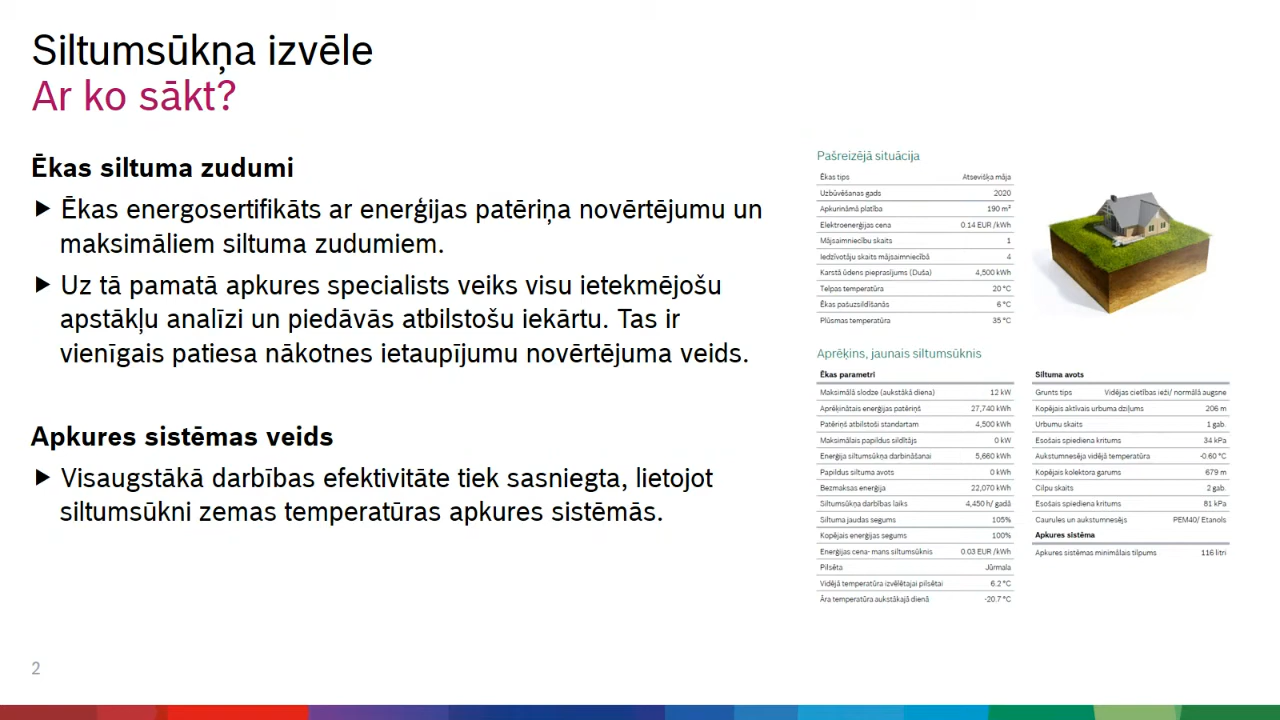 Siltumsūkņa izvēle
Ar ko sākt?
Ēkas siltuma zudumi
► Ēkas energosertifikāts ar enerģijas patēriņa novērtējumu un
maksimāliem siltuma zudumiem.
► Uz tā pamatā apkures specialists veiks visu ietekmējošu
apstākļu analīzi un piedāvās atbilstošu iekārtu. Tas ir
vienīgais patiesa nākotnes ietaupījumu novērtējuma veids.
Apkures sistēmas veids
► Visaugstākā darbības efektivitāte tiek sasniegta, lietojot
siltumsūkni zemas temperatūras apkures sistēmās.
Pašreizējā situācija
Ēkas tips Atsevišķa māja
Uzbūvēšanas gads 2020
Apkurināmā platība 190 m²
Elektroenerģijas cena 0.14 EUR /kWh
Mājsaimniecību skaits 1
Iedzīvotāju skaits mājsaimniecībā 4
Karstā ūdens pieprasījums (Duša) 4,500 kWh
Telpas temperatūra 20 °C
Ēkas pašuzsildīšanās 6 °C
Plūsmas temperatūra 35 °C
Aprēķins, jaunais siltumsūknis
Ēkas parametri
Maksimālā slodze (aukstākā diena) 12 kW
Aprēķinātais enerģijas patēriņš 27,740 kWh
Patēriņš atbilstoši standartam 4,500 kWh
Maksimālais papildus sildītājs 0 kW
Enerģija siltumsūkņa darbināšanai 5,660 kWh
Papildus siltuma avots 0 kWh
Bezmaksas enerģija 22,070 kWh
Siltumsūkņa darbības laiks 4,450 h/ gadā
Siltuma jaudas segums 105%
Kopējais enerģijas segums 100%
Enerģijas cena- mans siltumsūknis 0.03 EUR /kWh
Pilsēta Jūrmala
Vidējā temperatūra izvēlētajai pilsētai 6.2 °C
Āra temperatūra aukstākajā dienā -20.7 °C
Siltuma avots
Grunts tips Vidējas cietības ieži/ normālā augsne
Kopējais aktīvais urbuma dziļums 206 m
Urbumu skaits 1 gab.
Esošais spiediena kritums 34 kPa
Aukstumnesēja vidējā temperatūra -0.60 °C
Kopējais kolektora garums 679 m
Cilpu skaits 2 gab.
Esošais spiediena kritums 81 kPa
Caurules un aukstumnesējs PEM40/ Etanols
Apkures sistēma
Apkures sistēmas minimālais tilpums 116 litri
2